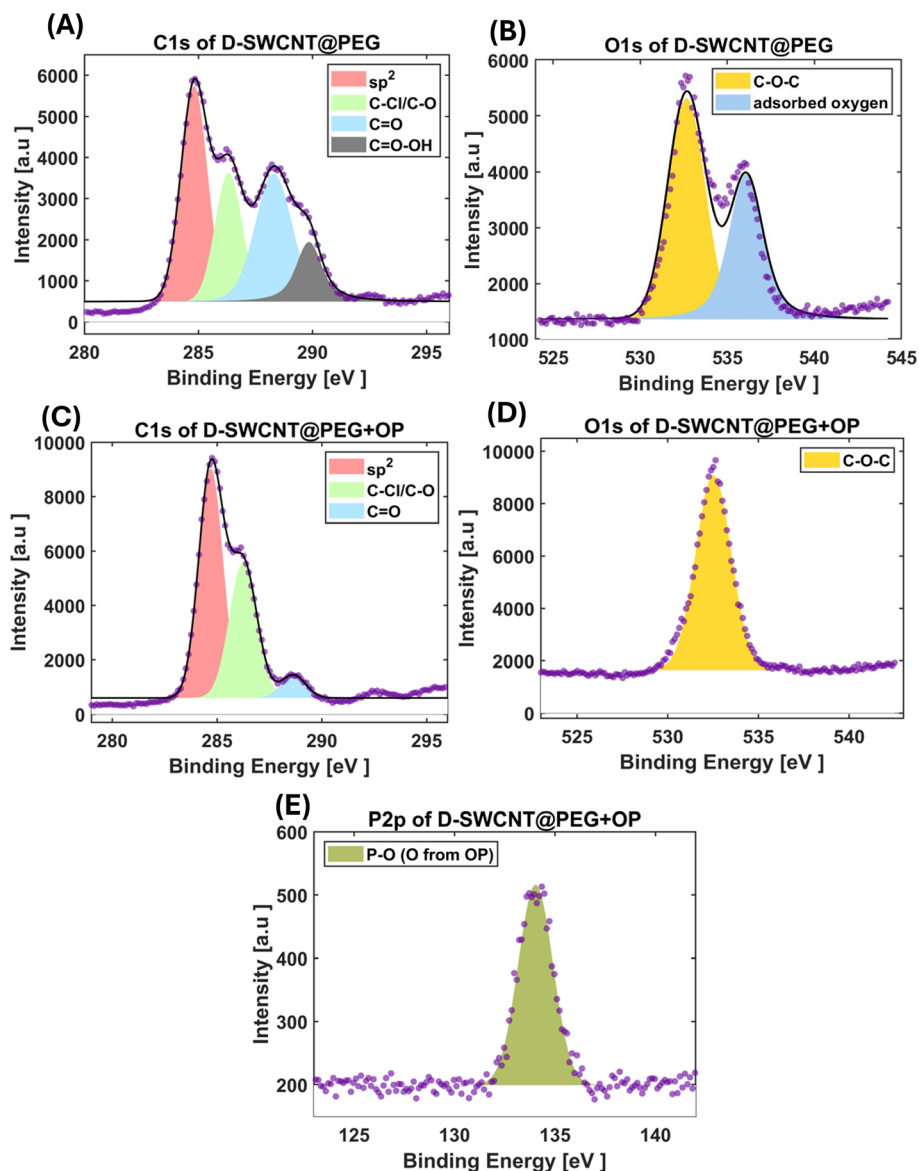 (A)
C1s of D-SWCNT@PEG
6000
5000
4000
3000
2000
1000
0
Intensity [a.u ]
sp2
C-Cl/C-O
C=O
C=O-OH
280
285
290
295
Binding Energy [eV ]
(B)
O1s of D-SWCNT@PEG
6000
5000
4000
3000
2000
1000
Intensity [a.u ]
C-O-C
adsorbed oxygen
525
530
535
540
545
Binding Energy [eV ]
(C)
C1s of D-SWCNT@PEG+OP
10000
8000
6000
4000
2000
0
Intensity [a.u ]
sp2
C-Cl/C-O
C=O
280
285
290
295
Binding Energy [eV ]
(D)
O1s of D-SWCNT@PEG+OP
10000
8000
6000
4000
2000
0
Intensity [a.u ]
C-O-C
525
530
535
540
Binding Energy [eV ]
(E)
P2p of D-SWCNT@PEG+OP
600
500
400
300
200
Intensity [a.u ]
P-O (O from OP)
125
130
135
140
Binding Energy [eV ]